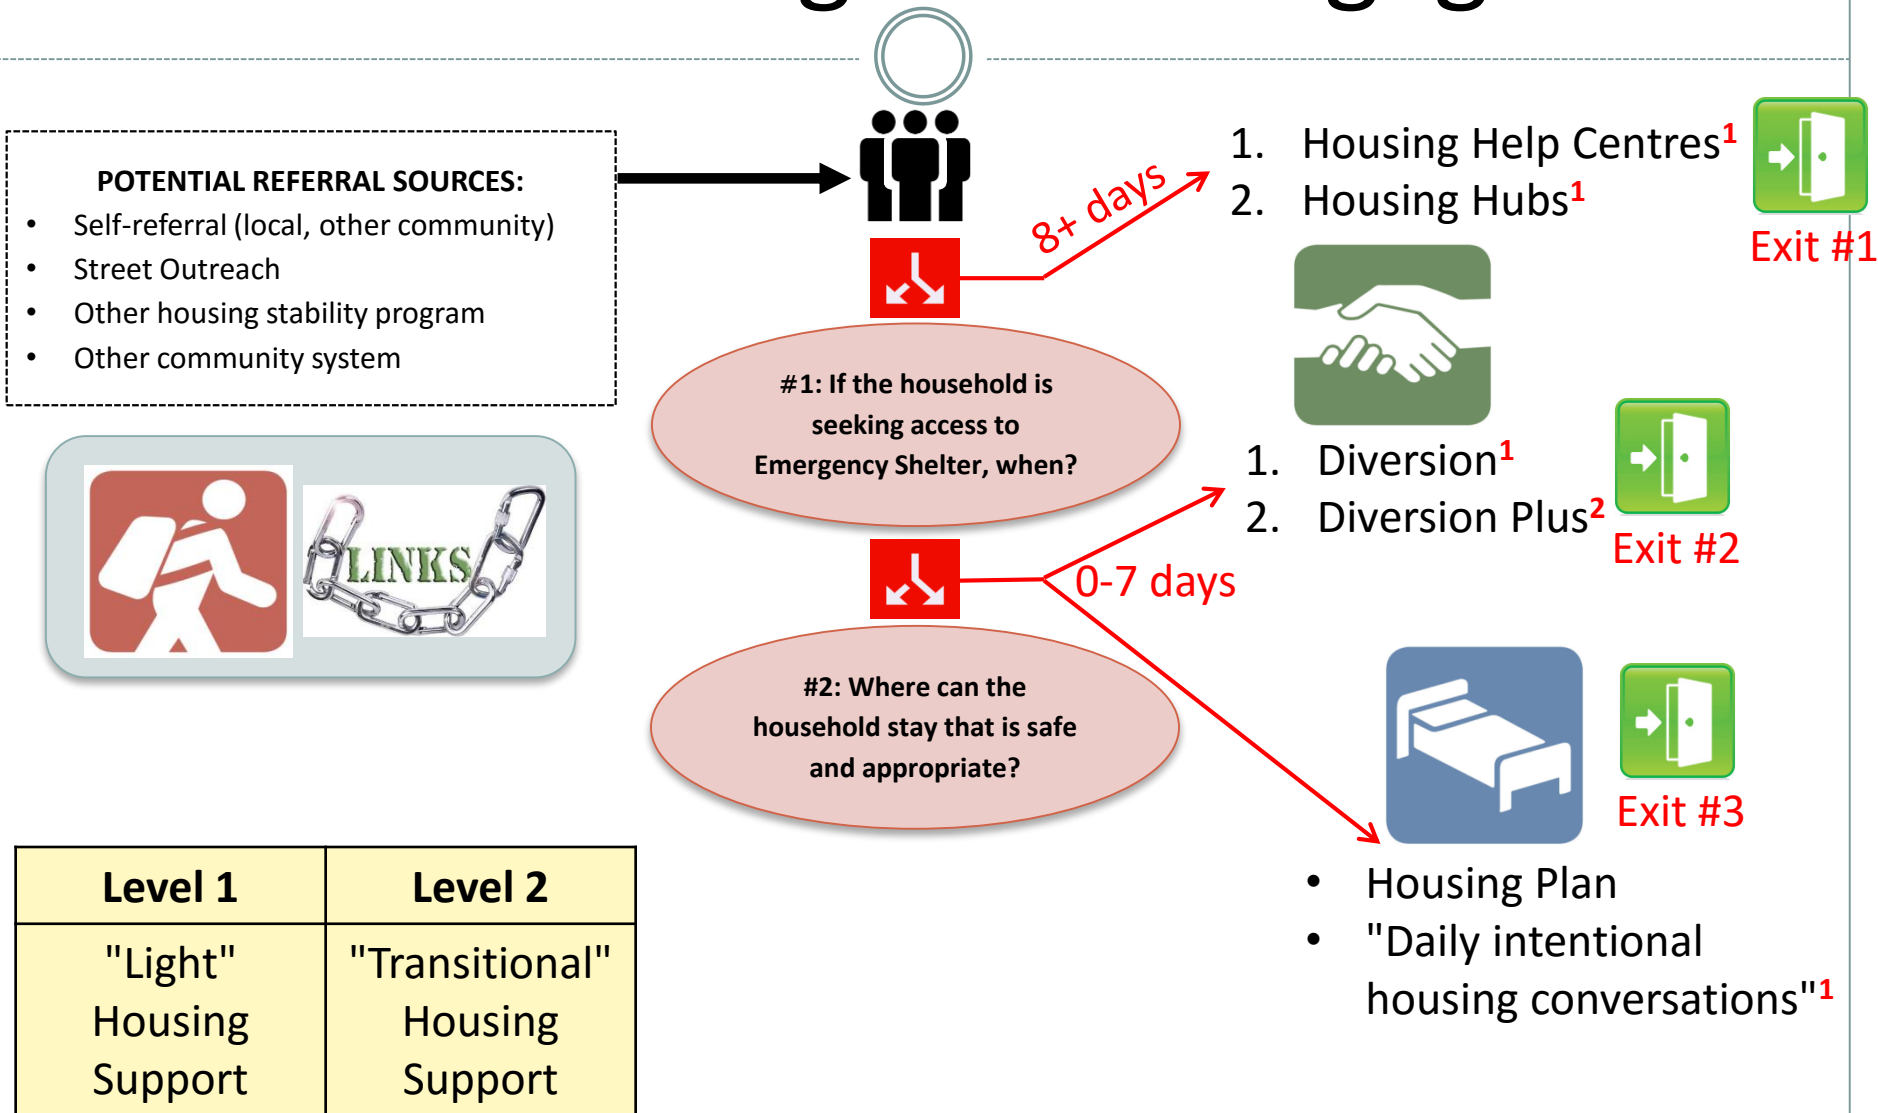 POTENTIAL REFERRAL SOURCES:
• Self-referral (local, other community)
• Street Outreach
• Other housing stability program
• Other community system
LINKS
8+ days
1. Housing Help Centres1
2. Housing Hubs1
Exit #1
#1: If the household is
seeking access to
Emergency Shelter, when?
1. Diversion1
2. Diversion Plus2
Exit #2
0-7 days
#2: Where can the
household stay that is safe
and appropriate?
Exit #3
• Housing Plan
• "Daily intentional
housing conversations"1
Level 1
Level 2
"Light"
Housing
Support
"Transitional"
Housing
Support